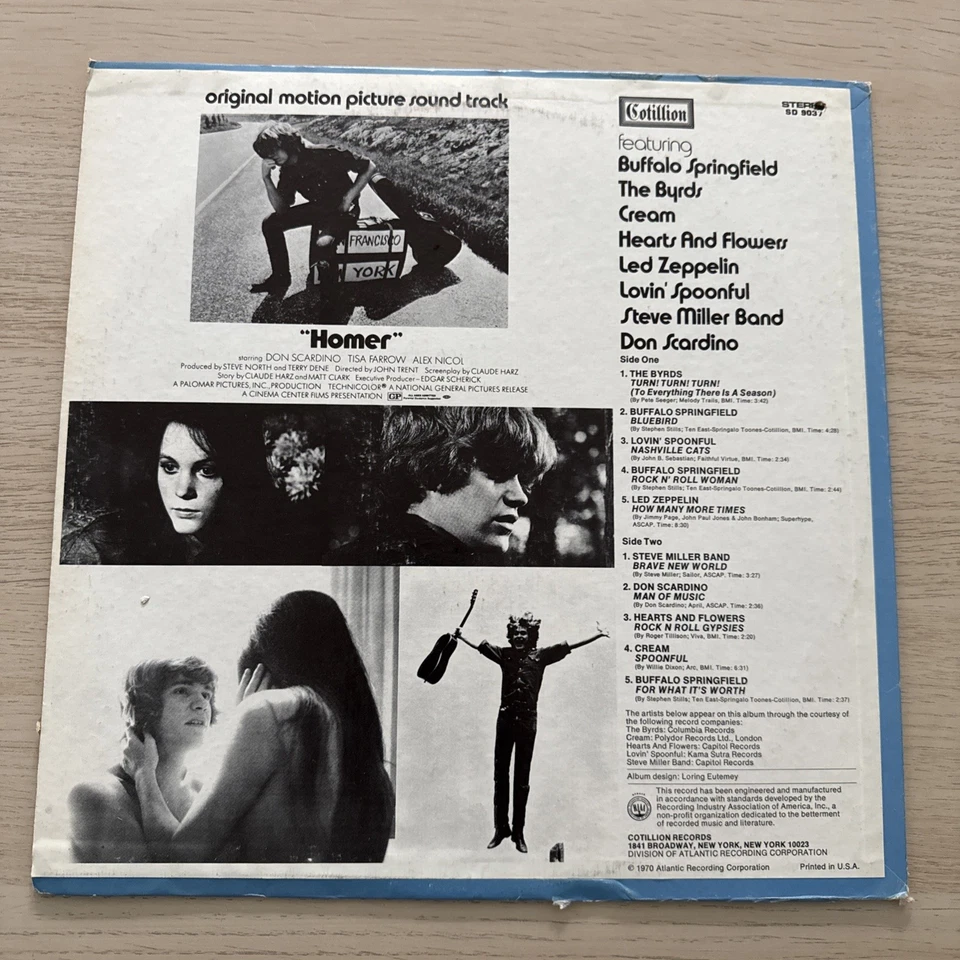 original motion picture sound track
FRANCISCO
YORK
"Homer"
starring DON SCARDINO TISA FARROW ALEX NICOL
Produced by STEVE NORTH and TERRY DENE Directed by JOHN TRENT Screenplay by CLAUDE HARZ
Story by CLAUDE HARZ and MATT CLARK Executive Producer - EDGAR SCHERICK
A PALOMAR PICTURES, INC., PRODUCTION TECHNICOLOR® A NATIONAL GENERAL PICTURES RELEASE
A CINEMA CENTER FILMS PRESENTATION GP
Cotillion
STEREO
SD 9037
featuring
Buffalo Springfield
The Byrds
Cream
Hearts And Flowers
Led Zeppelin
Lovin' Spoonful
Steve Miller Band
Don Scardino
Side One
1. THE BYRDS
TURN! TURN! TURN!
(To Everything There Is A Season)
(By Pete Seeger; Melody Trails, BMI. Time: 3:42)
2. BUFFALO SPRINGFIELD
BLUEBIRD
(By Stephen Stills; Ten East-Springalo Toones-Cotillion, BMI. Time: 4:28)
3. LOVIN' SPOONFUL
NASHVILLE CATS
(By John B. Sebastian; Faithful Virtue, BMI. Time: 2:34)
4. BUFFALO SPRINGFIELD
ROCK N' ROLL WOMAN
(By Stephen Stills; Ten East-Springalo Toones-Cotillion, BMI. Time: 2:44)
5. LED ZEPPELIN
HOW MANY MORE TIMES
(By Jimmy Page, John Paul Jones & John Bonham; Superhype,
ASCAP. Time: 8:30)
Side Two
1. STEVE MILLER BAND
BRAVE NEW WORLD
(By Steve Miller; Sailor, ASCAP. Time: 3:27)
2. DON SCARDINO
MAN OF MUSIC
(By Don Scardino; April, ASCAP. Time: 2:36)
3. HEARTS AND FLOWERS
ROCK N ROLL GYPSIES
(By Roger Tillison; Viva, BMI. Time: 2:20)
4. CREAM
SPOONFUL
(By Willie Dixon; Arc, BMI. Time: 6:31)
5. BUFFALO SPRINGFIELD
FOR WHAT IT'S WORTH
(By Stephen Stills; Ten East-Springalo Toones-Cotillion, BMI. Time: 2:37)
The artists below appear on this album through the courtesy of
the following record companies:
The Byrds: Columbia Records
Cream: Polydor Records Ltd., London
Hearts And Flowers: Capitol Records
Lovin' Spoonful: Kama Sutra Records
Steve Miller Band: Capitol Records
Album design: Loring Eutemey
This record has been engineered and manufactured
in accordance with standards developed by the
Recording Industry Association of America, Inc., a
non-profit organization dedicated to the betterment
of recorded music and literature.
COTILLION RECORDS
1841 BROADWAY, NEW YORK, NEW YORK 10023
DIVISION OF ATLANTIC RECORDING CORPORATION
© 1970 Atlantic Recording Corporation Printed in U.S.A.